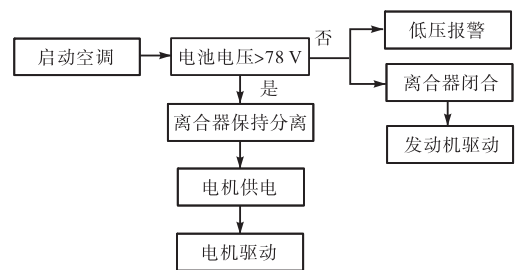 启动空调
电池电压>78 V
否
低压报警
离合器闭合
发动机驱动
是
离合器保持分离
电机供电
电机驱动